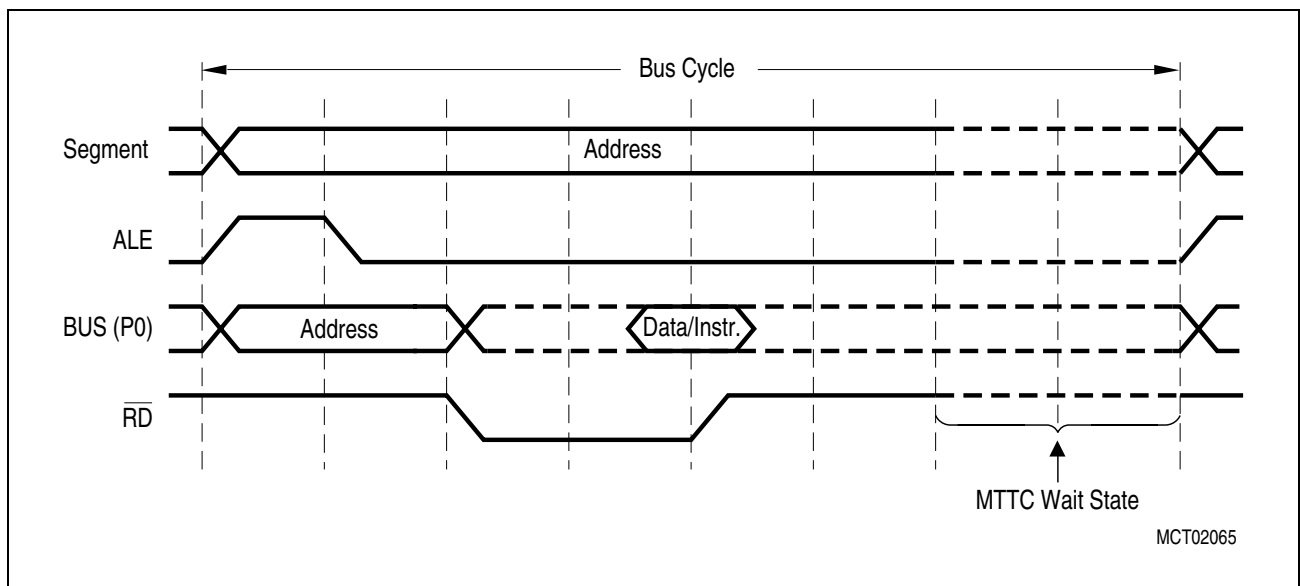 Bus Cycle
Segment
Address
ALE
BUS (P0)
Address
Data/Instr.
RD
MTTC Wait State
MCT02065